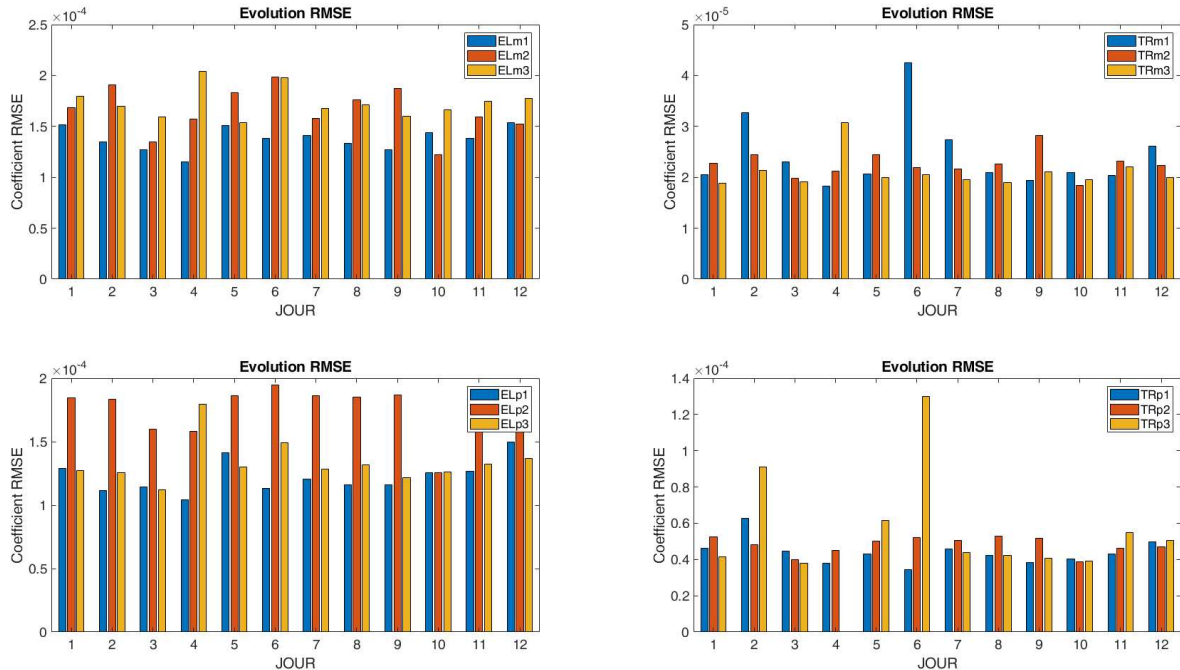 Evolution RMSE
×10-4
2.5
2
1.5
1
0.5
0
Coefficient RMSE
1 2 3 4 5 6 7 8 9 10 11 12
JOUR
ELm1
ELm2
ELm3
Evolution RMSE
×10-5
5
4
3
2
1
0
Coefficient RMSE
1 2 3 4 5 6 7 8 9 10 11 12
JOUR
TRm1
TRm2
TRm3
Evolution RMSE
×10-4
2
1.5
1
0.5
0
Coefficient RMSE
1 2 3 4 5 6 7 8 9 10 11 12
JOUR
ELp1
ELp2
ELp3
Evolution RMSE
×10-4
1.4
1.2
1
0.8
0.6
0.4
0.2
0
Coefficient RMSE
1 2 3 4 5 6 7 8 9 10 11 12
JOUR
TRp1
TRp2
TRp3